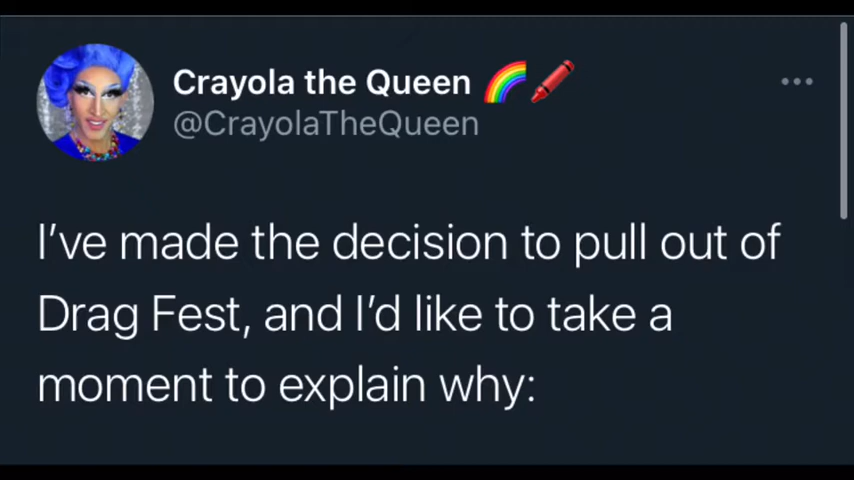 Crayola the Queen 🌈🖍️
@CrayolaTheQueen
I’ve made the decision to pull out of
Drag Fest, and I’d like to take a
moment to explain why: